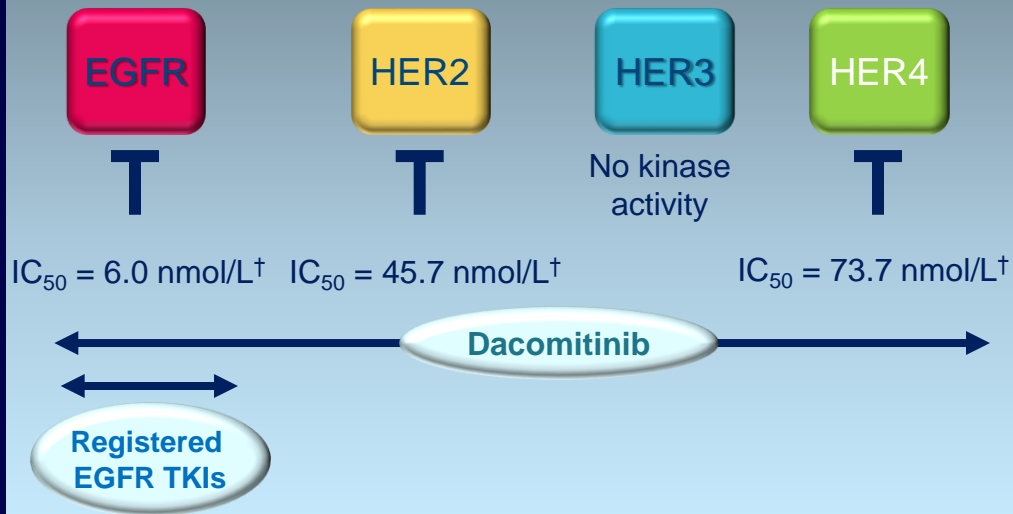 EGFR HER2 HER3 HER4
No kinase
activity
IC₅₀ = 6.0 nmol/L† IC₅₀ = 45.7 nmol/L† IC₅₀ = 73.7 nmol/L†
Dacomitinib
Registered
EGFR TKIs